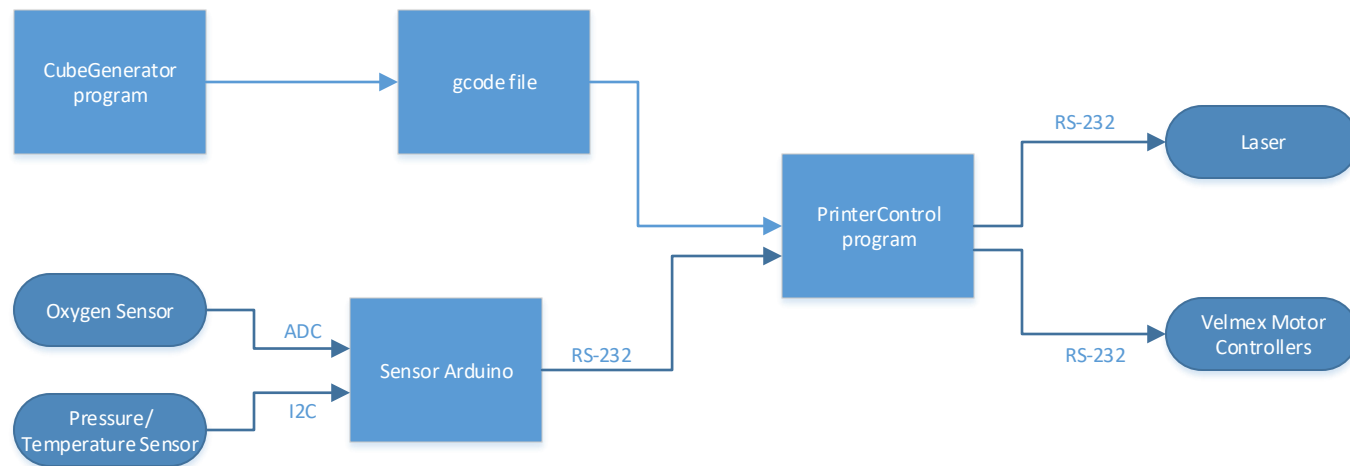 CubeGenerator
program
gcode file
RS-232
Laser
PrinterControl
program
Oxygen Sensor
ADC
RS-232
Sensor Arduino
Velmex Motor
Controllers
RS-232
I2C
Pressure/
Temperature Sensor